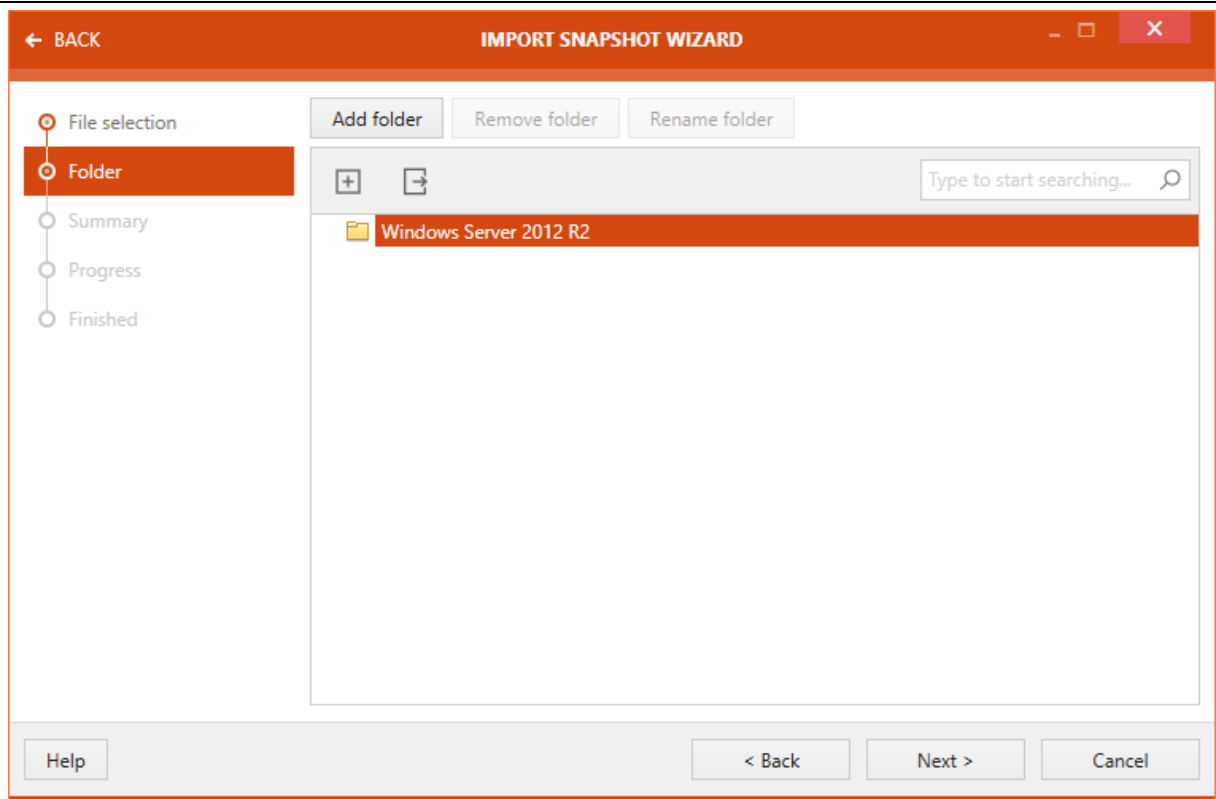 BACK
IMPORT SNAPSHOT WIZARD
File selection
Folder
Summary
Progress
Finished
Add folder
Remove folder
Rename folder
Type to start searching...
Windows Server 2012 R2
Help
< Back
Next >
Cancel